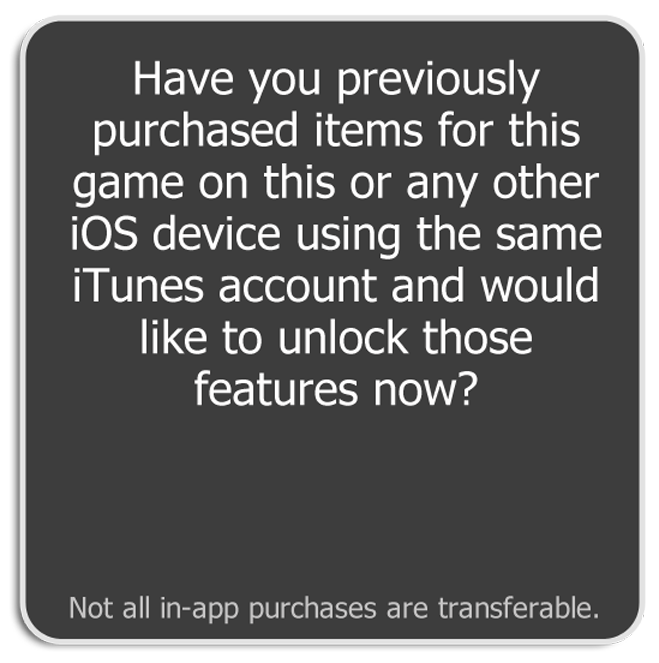 Have you previously
purchased items for this
game on this or any other
iOS device using the same
iTunes account and would
like to unlock those
features now?
Not all in-app purchases are transferable.